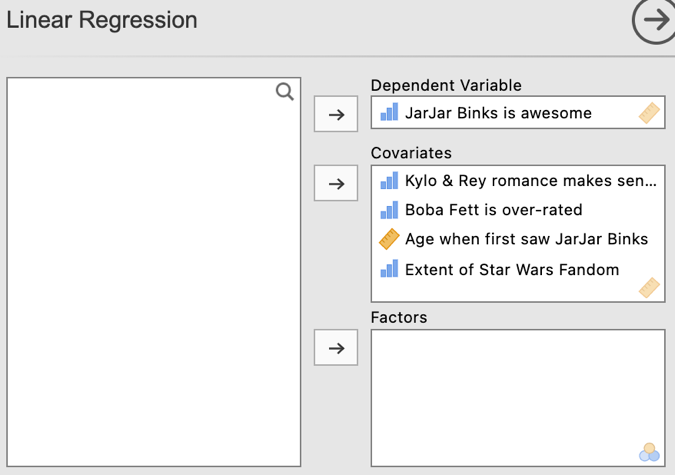 Linear Regression
Dependent Variable
JarJar Binks is awesome
Covariates
Kylo & Rey romance makes sen...
Boba Fett is over-rated
Age when first saw JarJar Binks
Extent of Star Wars Fandom
Factors